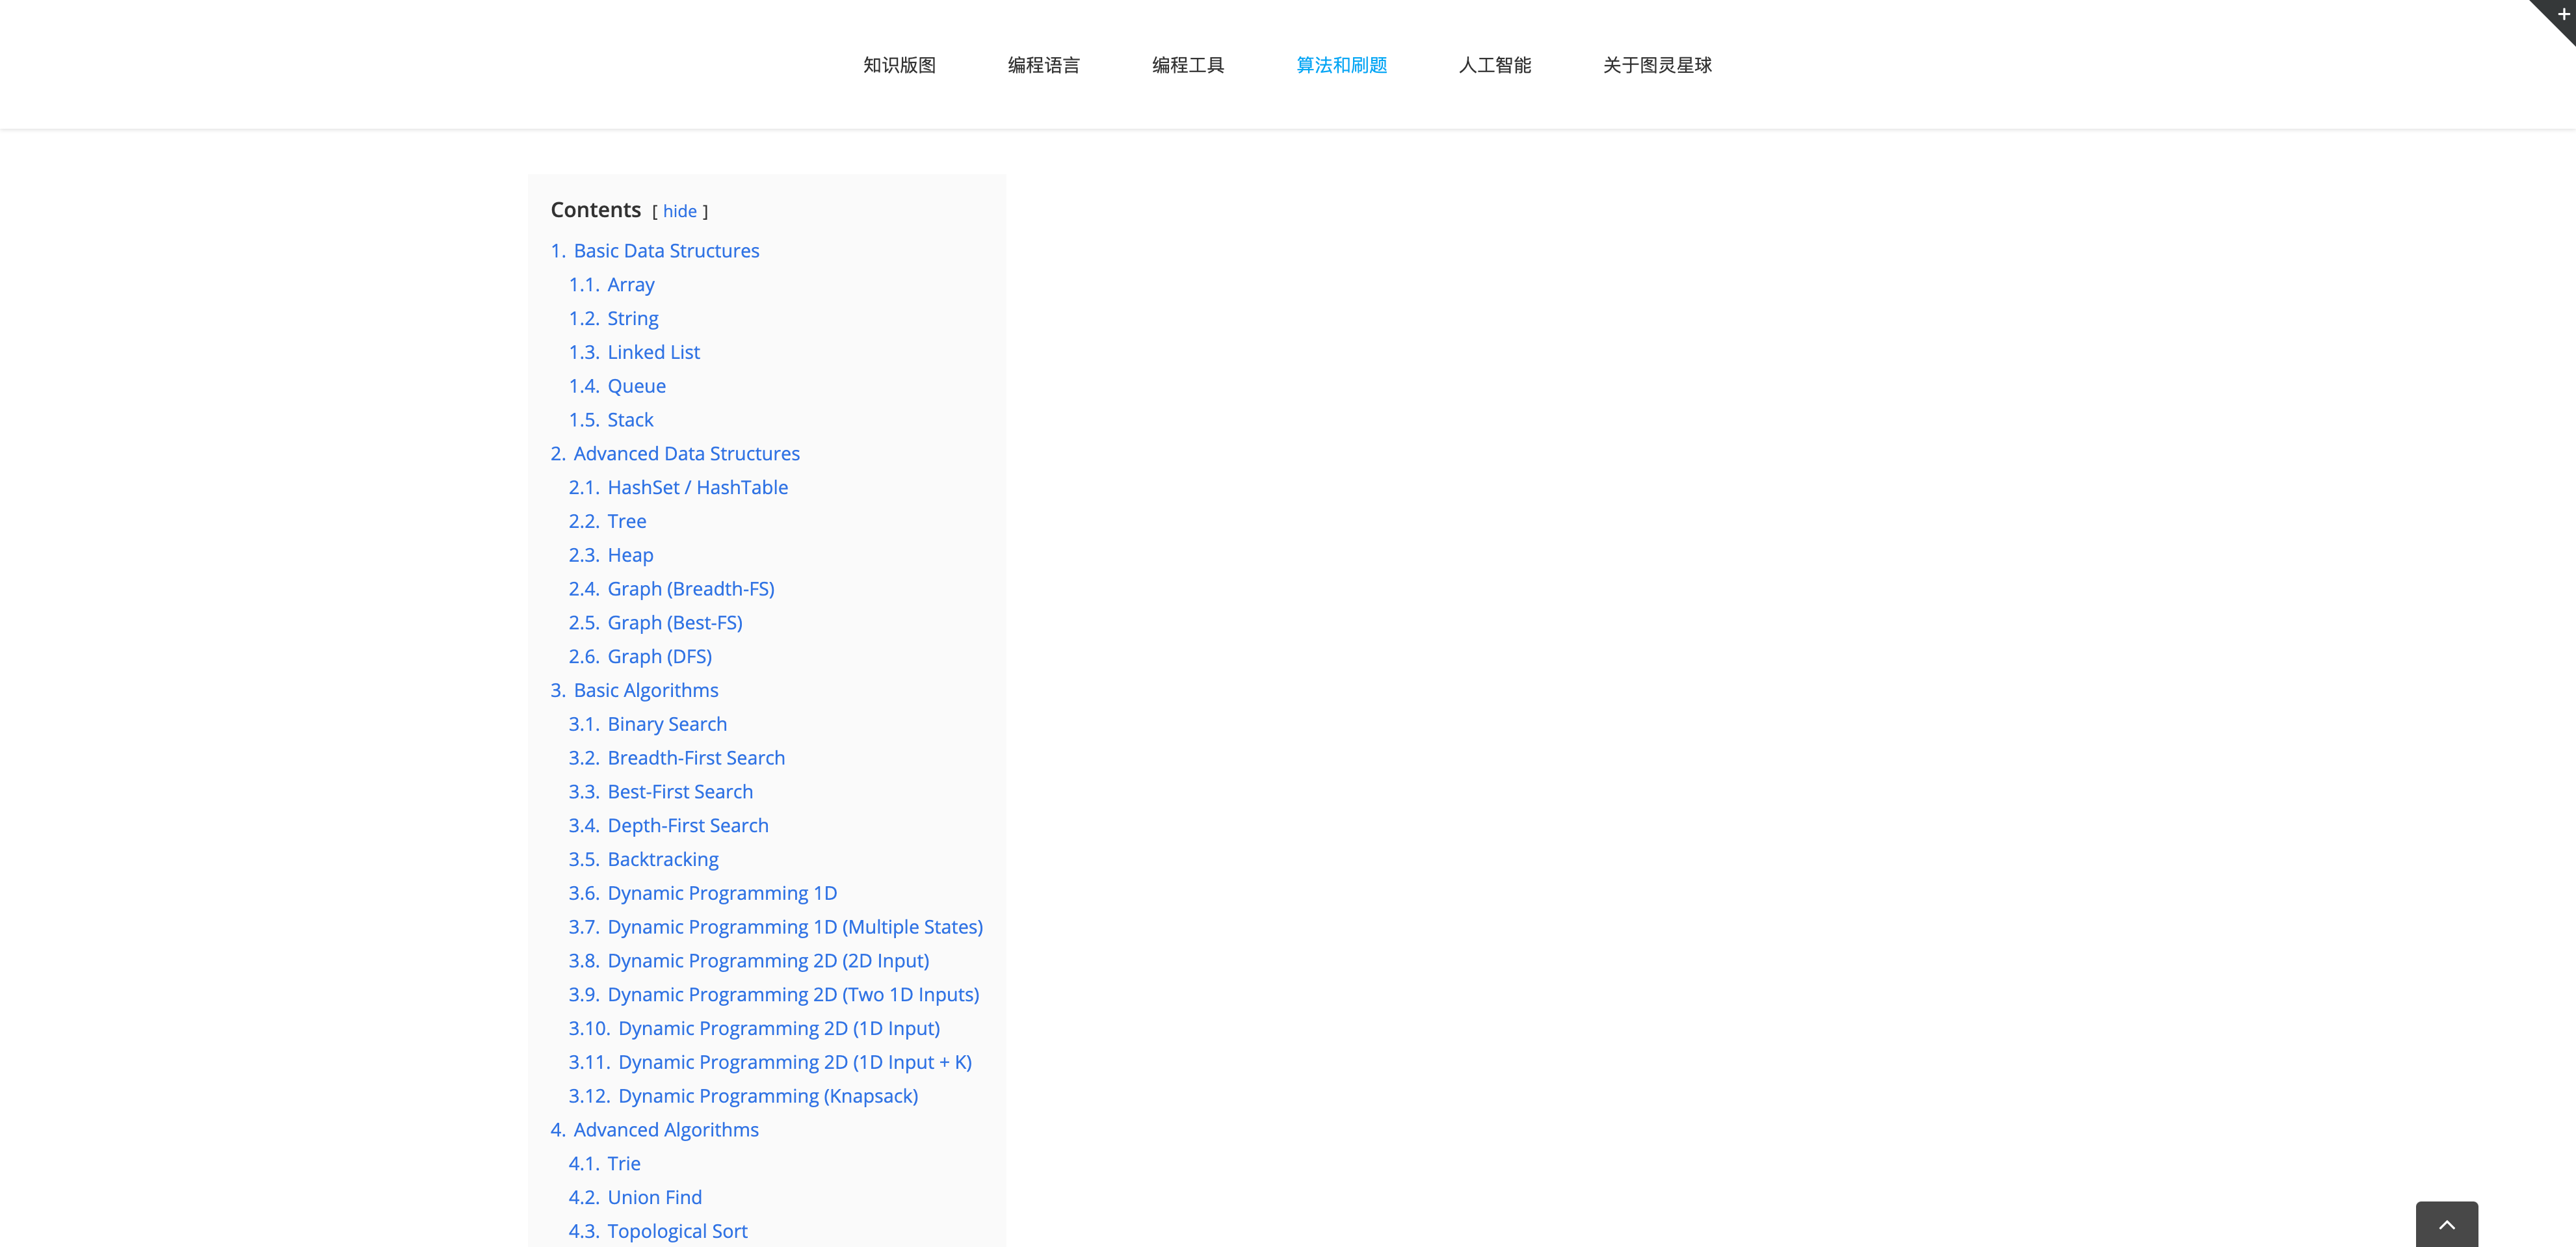 知识版图 编程语言 编程工具 算法和刷题 人工智能 关于图灵星球
Contents [ hide ]
1. Basic Data Structures
1.1. Array
1.2. String
1.3. Linked List
1.4. Queue
1.5. Stack
2. Advanced Data Structures
2.1. HashSet / HashTable
2.2. Tree
2.3. Heap
2.4. Graph (Breadth-FS)
2.5. Graph (Best-FS)
2.6. Graph (DFS)
3. Basic Algorithms
3.1. Binary Search
3.2. Breadth-First Search
3.3. Best-First Search
3.4. Depth-First Search
3.5. Backtracking
3.6. Dynamic Programming 1D
3.7. Dynamic Programming 1D (Multiple States)
3.8. Dynamic Programming 2D (2D Input)
3.9. Dynamic Programming 2D (Two 1D Inputs)
3.10. Dynamic Programming 2D (1D Input)
3.11. Dynamic Programming 2D (1D Input + K)
3.12. Dynamic Programming (Knapsack)
4. Advanced Algorithms
4.1. Trie
4.2. Union Find
4.3. Topological Sort